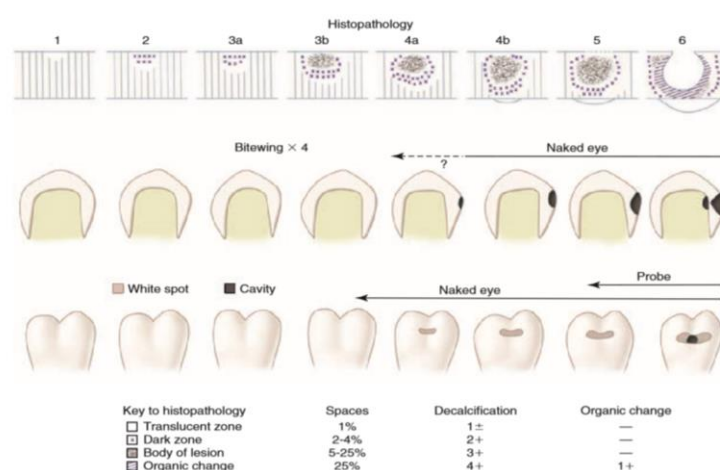 Histopathology
1 2 3a 3b 4a 4b 5 6
Bitewing × 4 Naked eye
?
Probe
White spot Cavity Naked eye
Key to histopathology Spaces Decalcification Organic change
Translucent zone 1% 1± —
Dark zone 2-4% 2+ —
Body of lesion 5-25% 3+ —
Organic change 25% 4+ 1+